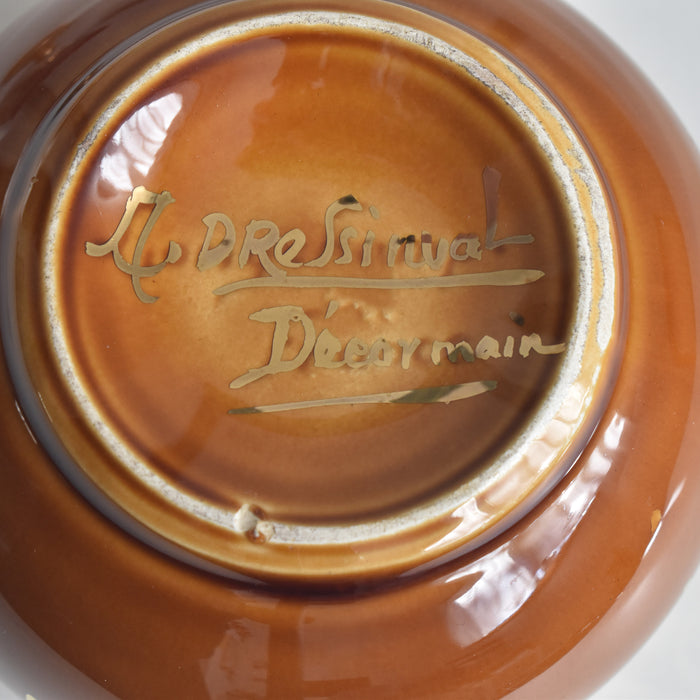 M. DResSinval
Décor main